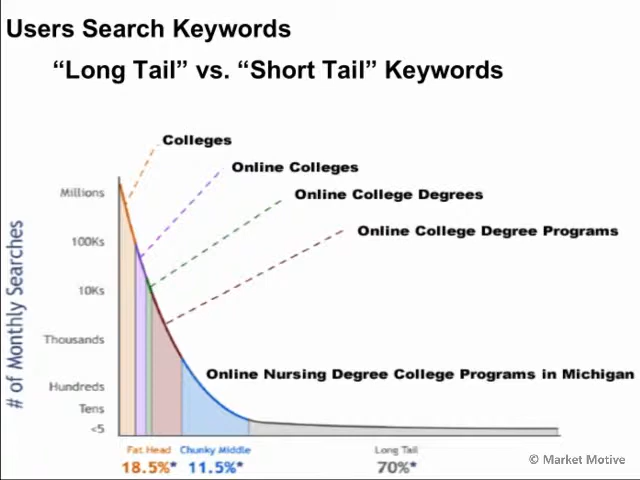 Users Search Keywords
“Long Tail” vs. “Short Tail” Keywords
Colleges
Online Colleges
Online College Degrees
Online College Degree Programs
Online Nursing Degree College Programs in Michigan
# of Monthly Searches
Millions
100Ks
10Ks
Thousands
Hundreds
Tens
<5
Fat Head
18.5%*
Chunky Middle
11.5%*
Long Tail
70%*
© Market Motive